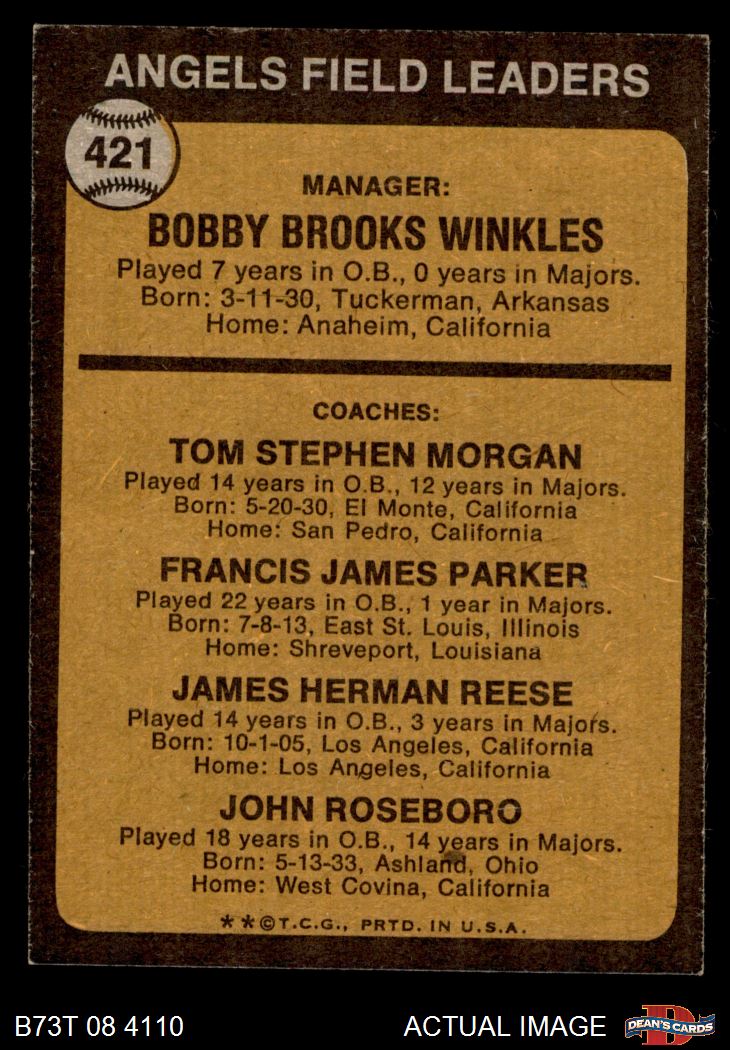 ANGELS FIELD LEADERS
421
MANAGER:
BOBBY BROOKS WINKLES
Played 7 years in O.B., 0 years in Majors.
Born: 3-11-30, Tuckerman, Arkansas
Home: Anaheim, California
COACHES:
TOM STEPHEN MORGAN
Played 14 years in O.B., 12 years in Majors.
Born: 5-20-30, El Monte, California
Home: San Pedro, California
FRANCIS JAMES PARKER
Played 22 years in O.B., 1 year in Majors.
Born: 7-8-13, East St. Louis, Illinois
Home: Shreveport, Louisiana
JAMES HERMAN REESE
Played 14 years in O.B., 3 years in Majors.
Born: 10-1-05, Los Angeles, California
Home: Los Angeles, California
JOHN ROSEBORO
Played 18 years in O.B., 14 years in Majors.
Born: 5-13-33, Ashland, Ohio
Home: West Covina, California
**©T.C.G., PRTD. IN U.S.A.
B73T 08 4110 ACTUAL IMAGE
D
DEAN'S CARDS